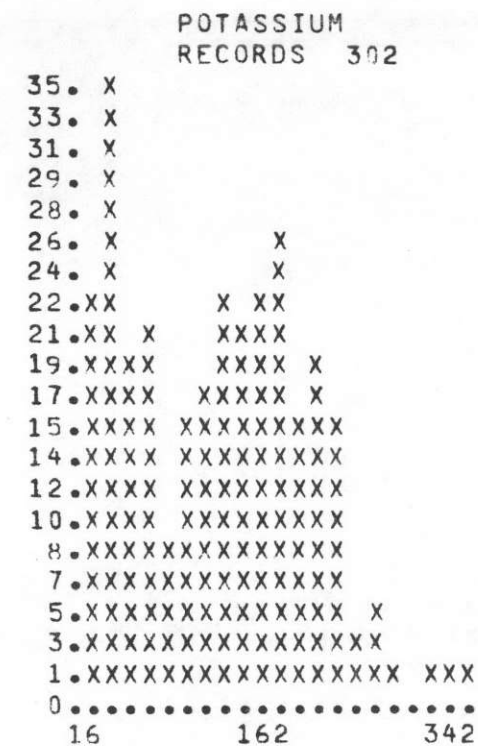 POTASSIUM
RECORDS 302
35. X
33. X
31. X
29. X
28. X
26. X        X
24. X        X
22.XX     X XX
21.XX X   XXXX
19.XXXX   XXXX X
17.XXXX  XXXXX X
15.XXXX XXXXXXXXX
14.XXXX XXXXXXXXX
12.XXXX XXXXXXXXX
10.XXXX XXXXXXXXX
8.XXXXXXXXXXXXXX
7.XXXXXXXXXXXXXX
5.XXXXXXXXXXXXXX X
3.XXXXXXXXXXXXXXXX
1.XXXXXXXXXXXXXXXXX XXX
0......................
16 162 342